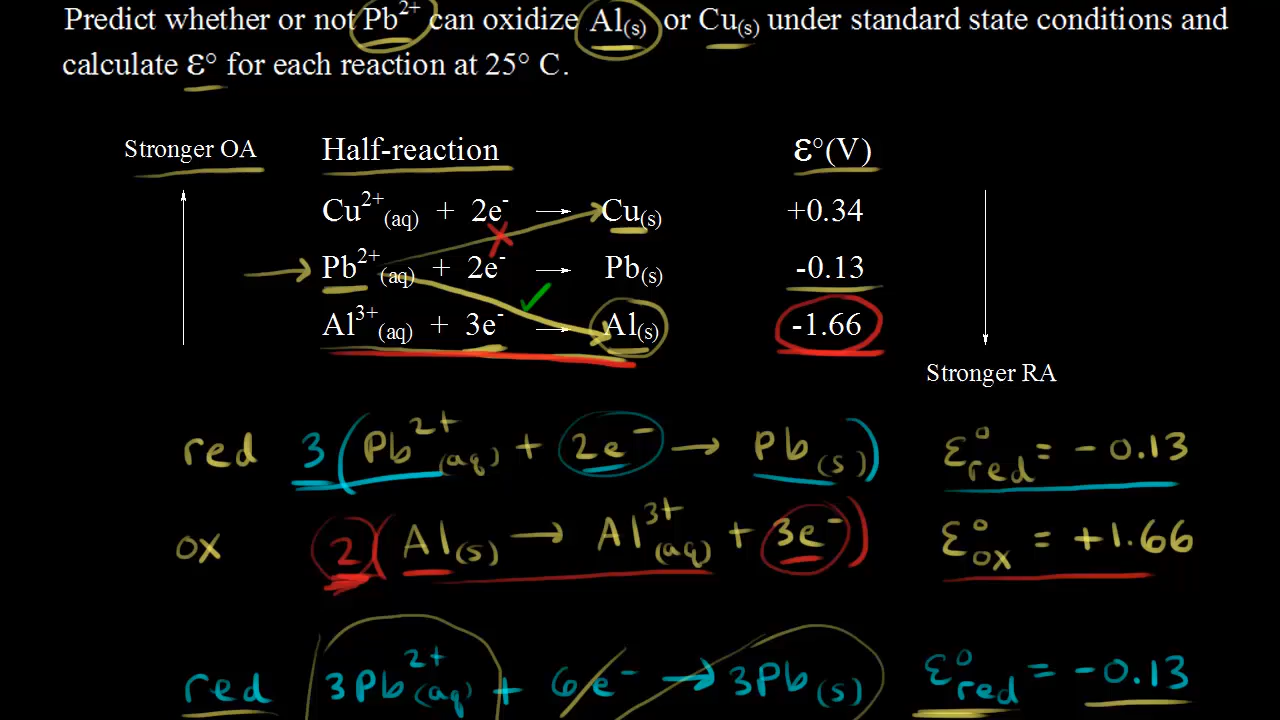 Predict whether or not Pb²⁺ can oxidize Al(s) or Cu(s) under standard state conditions and
calculate ε° for each reaction at 25° C.
Stronger OA Half-reaction ε°(V)
Cu²⁺(aq) + 2e⁻ → Cu(s) +0.34
Pb²⁺(aq) + 2e⁻ → Pb(s) -0.13
Al³⁺(aq) + 3e⁻ → Al(s) -1.66
Stronger RA
red 3(Pb²⁺(aq) + 2e⁻ → Pb(s)) ε°red = -0.13
ox 2(Al(s) → Al³⁺(aq) + 3e⁻) ε°ox = +1.66
red 3Pb²⁺(aq) + 6e⁻ → 3Pb(s) ε°red = -0.13